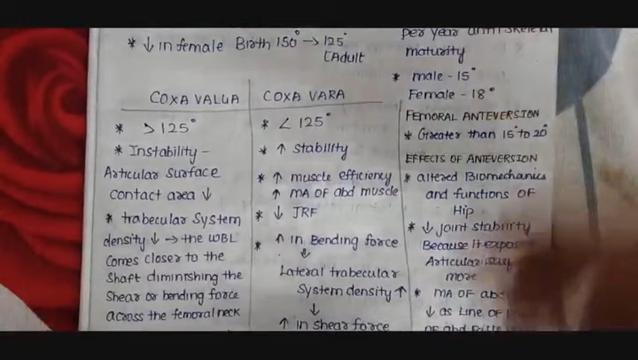 * ↓ in female Birth 150° → 125°
(Adult
COXA VALGA
* > 125°
* Instability -
Articular Surface
contact area ↓
* trabecular System
density ↓ → the WBL
Comes closer to the
Shaft diminishing the
Shear or bending force
across the femoral neck
COXA VARA
* < 125°
* ↑ Stability
* ↑ muscle efficiency
↑ MA OF abd muscle
* ↓ JRF
* ↑ in Bending force
↓
Lateral trabecular
System density ↑
↓
↑ in shear force
per year until skeletal
maturity
* male - 15°
Female - 18°
FEMORAL ANTEVERSION
* Greater than 15° to 20°
EFFECTS OF ANTEVERSION
* altered Biomechanics
and functions OF
Hip
* ↓ joint stability
Because it
Articular
more
* MA OF
↓ as Line OF
OF abd